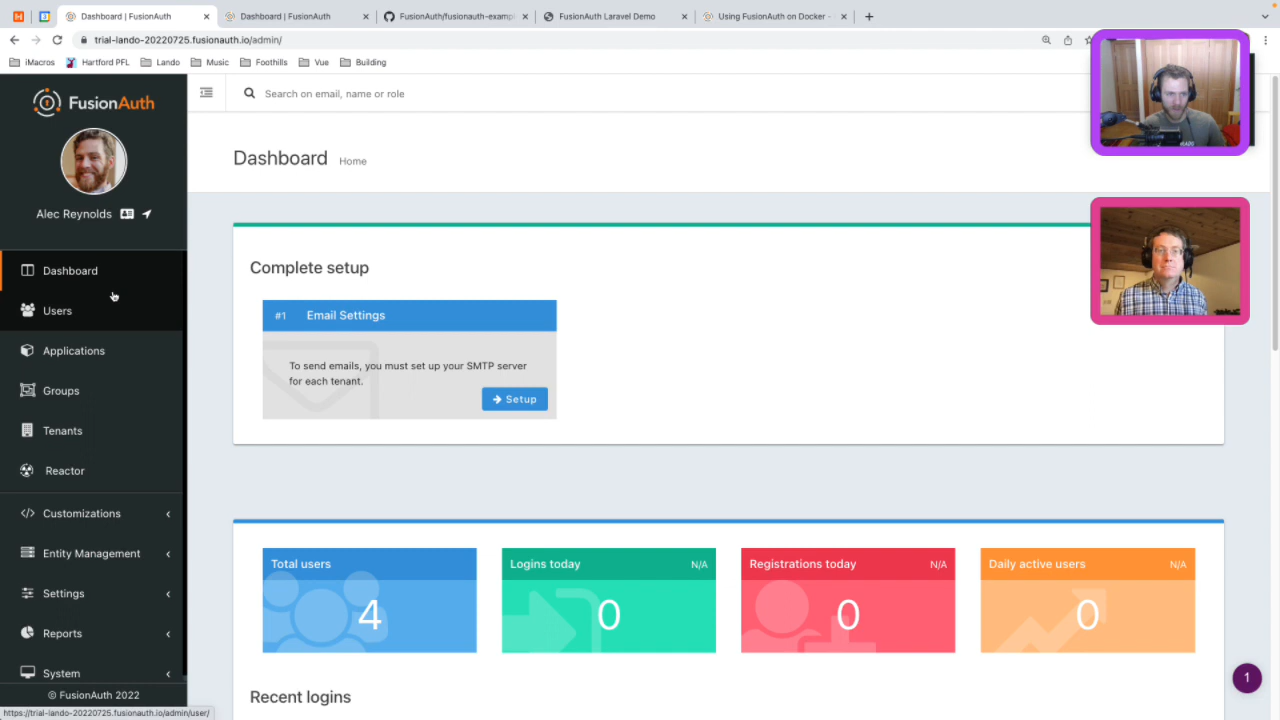 Dashboard | FusionAuth
Dashboard | FusionAuth
FusionAuth/fusionauth-examp
FusionAuth Laravel Demo
Using FusionAuth on Docker -
trial-lando-20220725.fusionauth.io/admin/
iMacros
Hartford PFL
Lando
Music
Foothills
Vue
Building
FusionAuth
Search on email, name or role
Dashboard Home
Alec Reynolds
Dashboard
Users
Applications
Groups
Tenants
Reactor
Customizations
Entity Management
Settings
Reports
System
© FusionAuth 2022
https://trial-lando-20220725.fusionauth.io/admin/user/
Complete setup
#1 Email Settings
To send emails, you must set up your SMTP server
for each tenant.
Setup
Total users
4
Logins today N/A
0
Registrations today N/A
0
Daily active users N/A
0
Recent logins
1